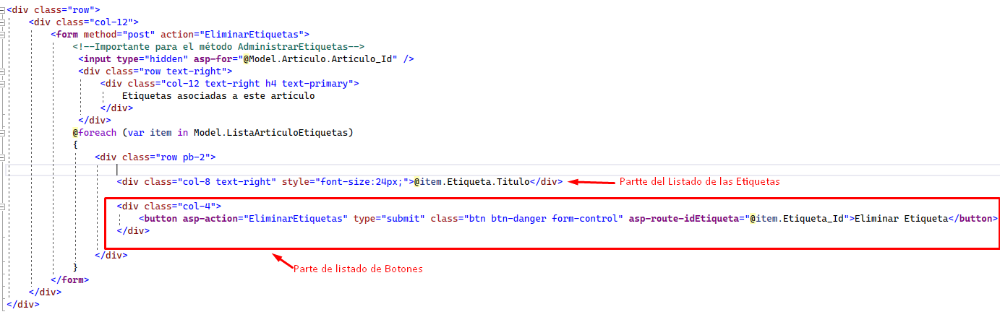 <div class="row">
<div class="col-12">
<form method="post" action="EliminarEtiquetas">
<!--Importante para el método AdministrarEtiquetas-->
<input type="hidden" asp-for="@Model.Articulo.Articulo_Id" />
<div class="row text-right">
<div class="col-12 text-right h4 text-primary">
Etiquetas asociadas a este artículo
</div>
</div>
@foreach (var item in Model.ListaArticuloEtiquetas)
{
<div class="row pb-2">
<div class="col-8 text-right" style="font-size:24px;">@item.Etiqueta.Titulo</div>
Partte del Listado de las Etiquetas
<div class="col-4">
<button asp-action="EliminarEtiquetas" type="submit" class="btn btn-danger form-control" asp-route-idEtiqueta="@item.Etiqueta_Id">Eliminar Etiqueta</button>
</div>
</div>
}
Parte de listado de Botones
</form>
</div>
</div>